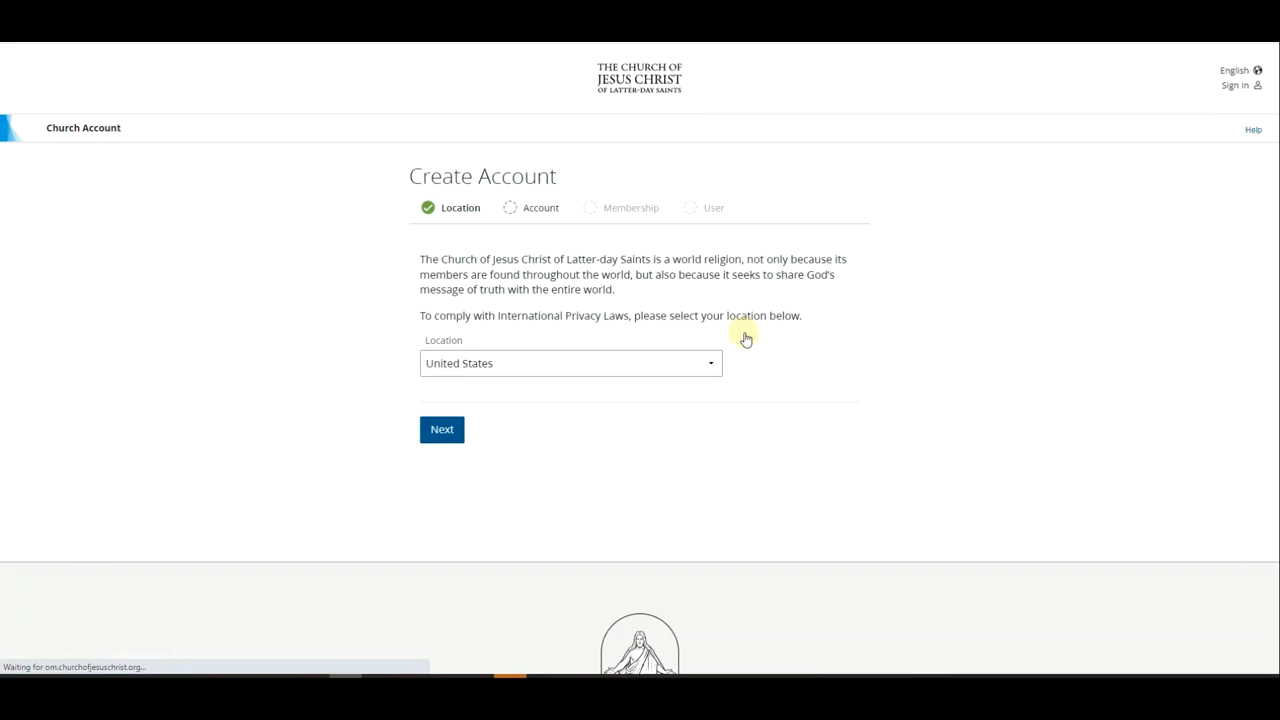 THE CHURCH OF
JESUS CHRIST
OF LATTER-DAY SAINTS
English
Sign in
Church Account
Help
Create Account
Location
Account
Membership
User
The Church of Jesus Christ of Latter-day Saints is a world religion, not only because its
members are found throughout the world, but also because it seeks to share God's
message of truth with the entire world.
To comply with International Privacy Laws, please select your location below.
Location
United States
Next
Waiting for om.churchofjesuschrist.org...